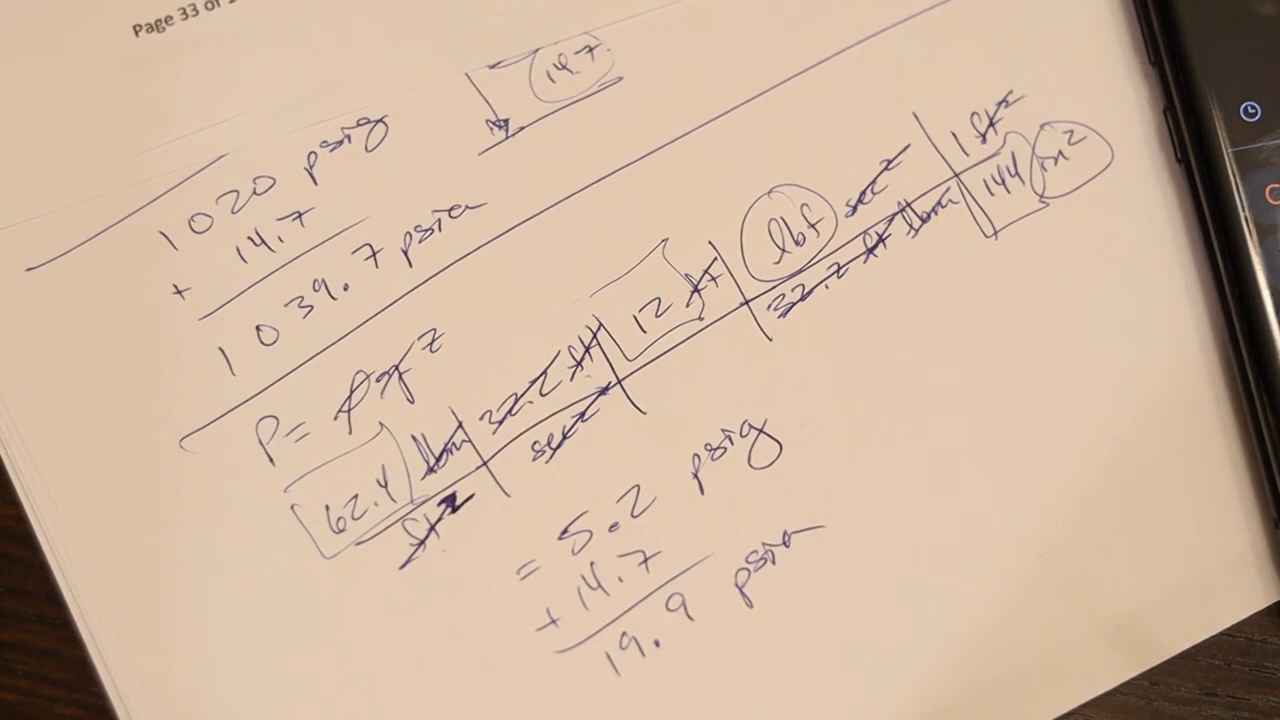 Page 33 of
14.7
1020 psig
+ 14.7
1039.7 psia
P = ρgz
62.4 lbm | 32.2 ft | 12 ft | lbf sec² | 1 ft²
ft³ | sec² | 32.2 ft lbm | 144 in²
= 5.2 psig
+ 14.7
19.9 psia